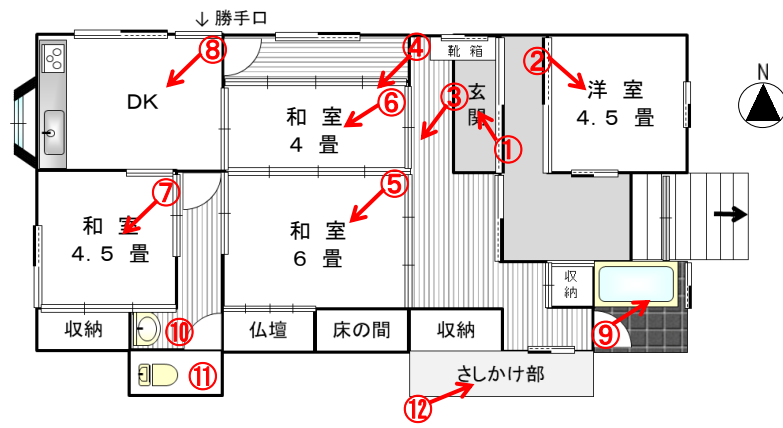 ↓勝手口
⑧
DK
④
靴箱
②
洋室
4.5畳
N
⑥
和室
4畳
③
玄関
①
⑦
和室
4.5畳
⑤
和室
6畳
収納
⑨
収納
⑩
仏壇
床の間
収納
⑪
さしかけ部
⑫